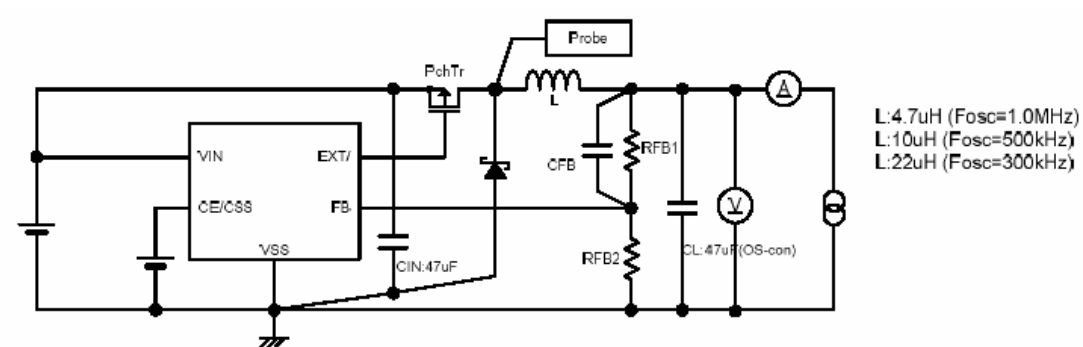 Probe
PchTr
L
A
L:4.7uH (Fosc=1.0MHz)
L:10uH (Fosc=500kHz)
L:22uH (Fosc=300kHz)
VIN
EXT/
CFB
RFB1
CE/CSS
FB
V
VSS
CIN:47uF
RFB2
CL:47uF(OS-con)